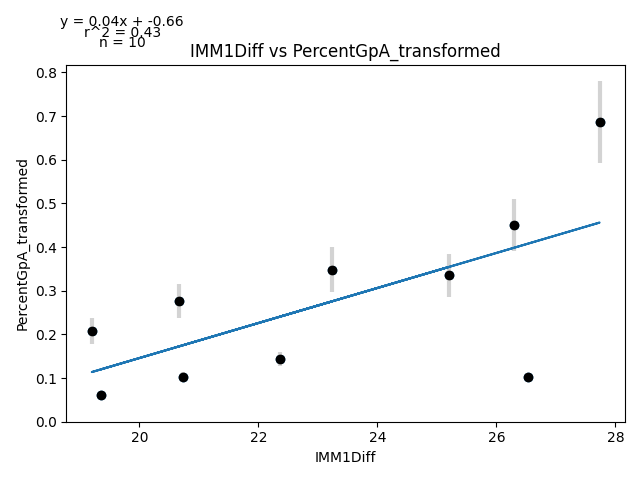 y = 0.04x + -0.66
r^2 = 0.43
n = 10
IMM1Diff vs PercentGpA_transformed
0.8
0.7
0.6
0.5
0.4
0.3
0.2
0.1
0.0
PercentGpA_transformed
20 22 24 26 28
IMM1Diff